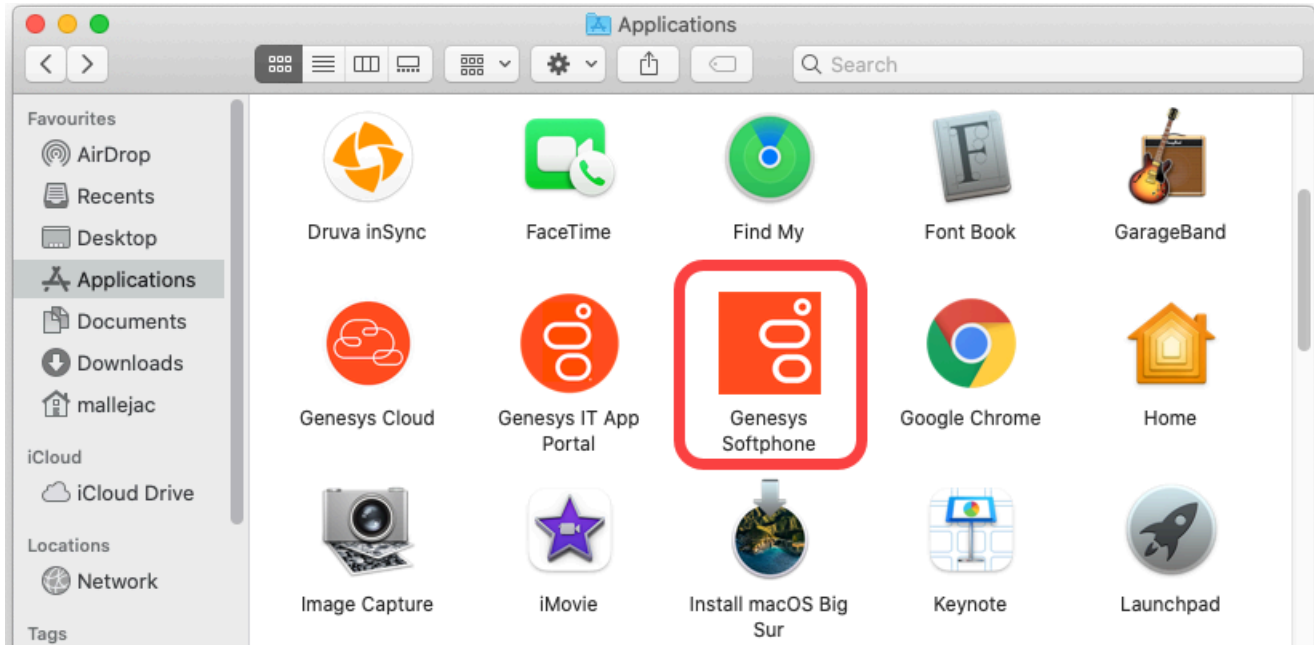 Applications
Search
Favourites
AirDrop
Recents
Desktop
Applications
Documents
Downloads
mallejac
iCloud
iCloud Drive
Locations
Network
Tags
Druva inSync
FaceTime
Find My
Font Book
GarageBand
Genesys Cloud
Genesys IT App
Portal
Genesys
Softphone
Google Chrome
Home
Image Capture
iMovie
Install macOS Big
Sur
Keynote
Launchpad